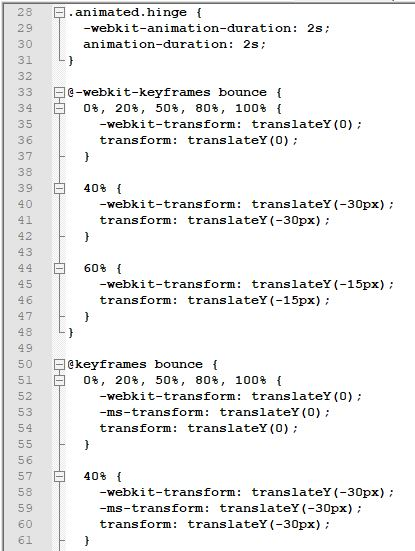 28 .animated.hinge {
29 -webkit-animation-duration: 2s;
30 animation-duration: 2s;
31 }
32
33 @-webkit-keyframes bounce {
34 0%, 20%, 50%, 80%, 100% {
35 -webkit-transform: translateY(0);
36 transform: translateY(0);
37 }
38
39 40% {
40 -webkit-transform: translateY(-30px);
41 transform: translateY(-30px);
42 }
43
44 60% {
45 -webkit-transform: translateY(-15px);
46 transform: translateY(-15px);
47 }
48 }
49
50 @keyframes bounce {
51 0%, 20%, 50%, 80%, 100% {
52 -webkit-transform: translateY(0);
53 -ms-transform: translateY(0);
54 transform: translateY(0);
55 }
56
57 40% {
58 -webkit-transform: translateY(-30px);
59 -ms-transform: translateY(-30px);
60 transform: translateY(-30px);
61 }